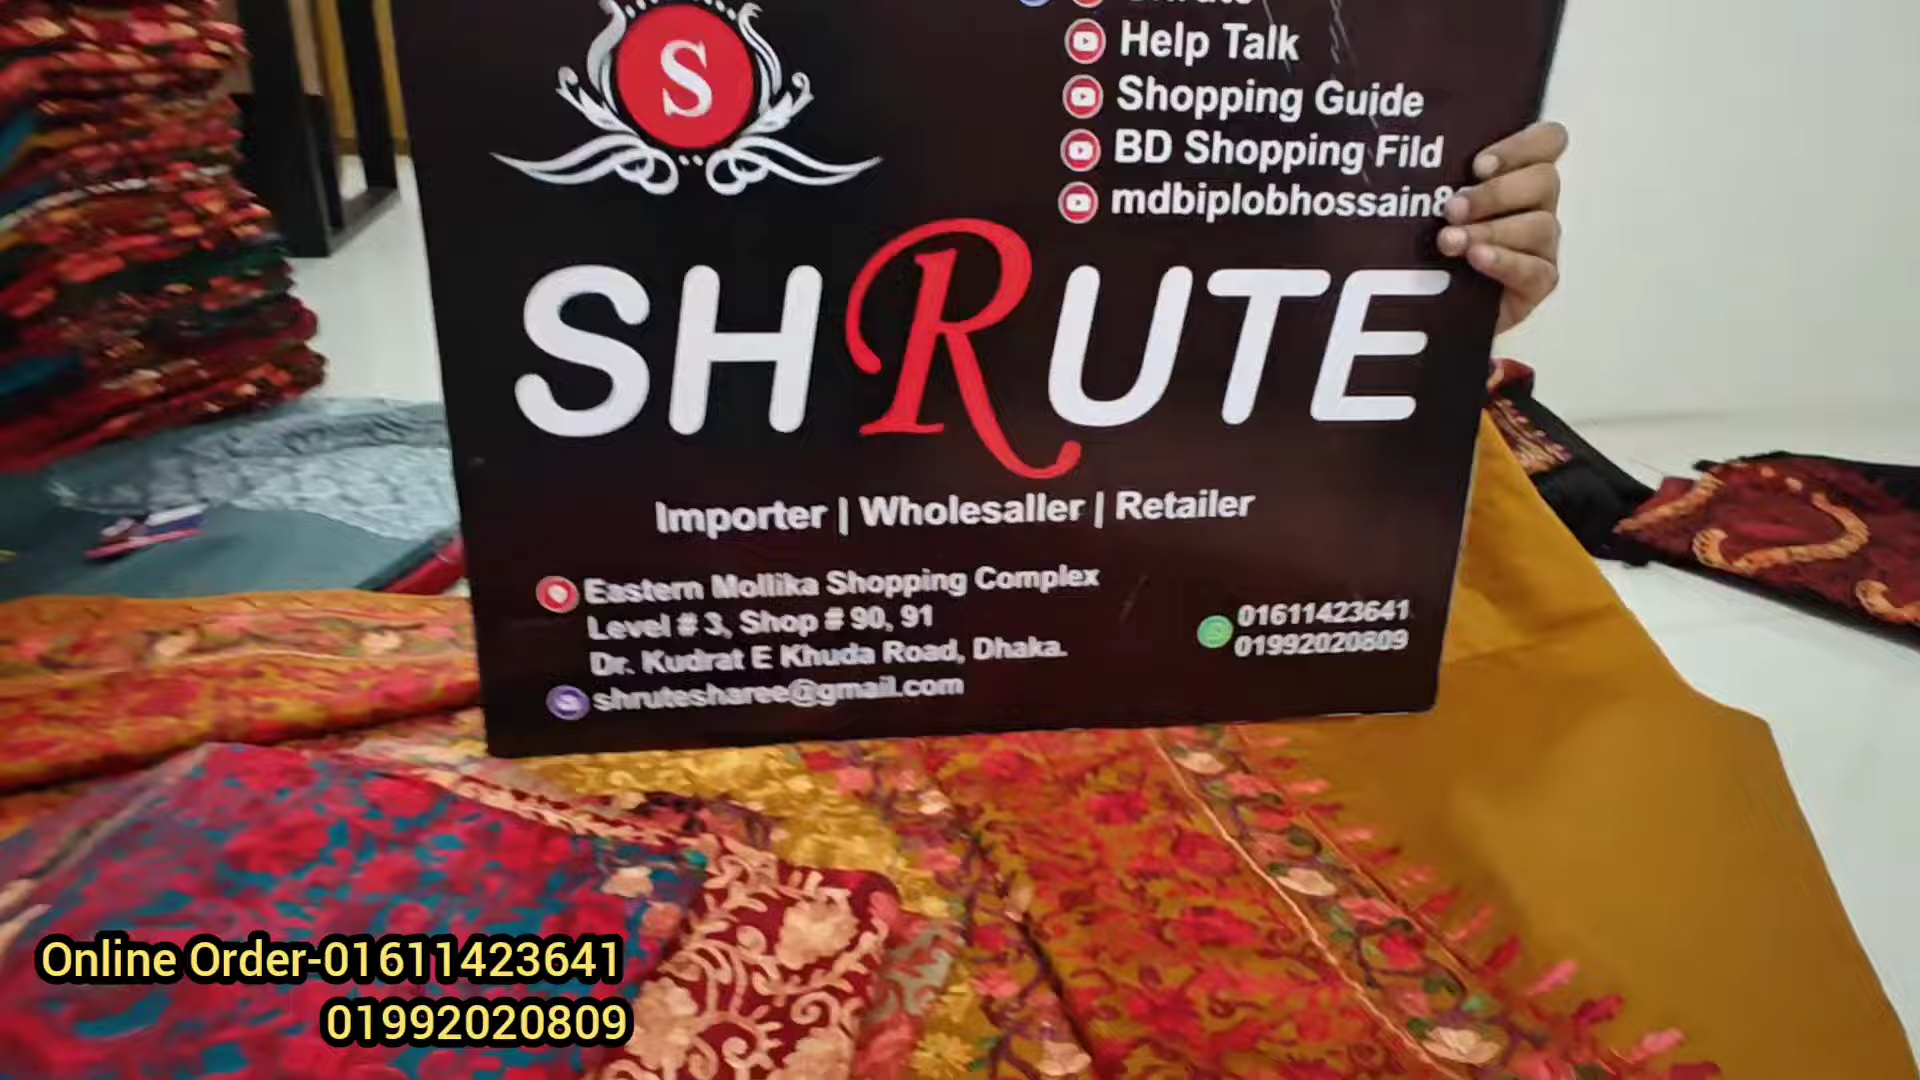 S
Help Talk
Shopping Guide
BD Shopping Fild
SHRUTE
Importer | Wholesaller | Retailer
Eastern Mollika Shopping Complex
Level # 3, Shop # 90, 91
Dr. Kudrat E Khuda Road, Dhaka.
shrutesharee@gmail.com
01611423641
01992020809
Online Order-01611423641
01992020809